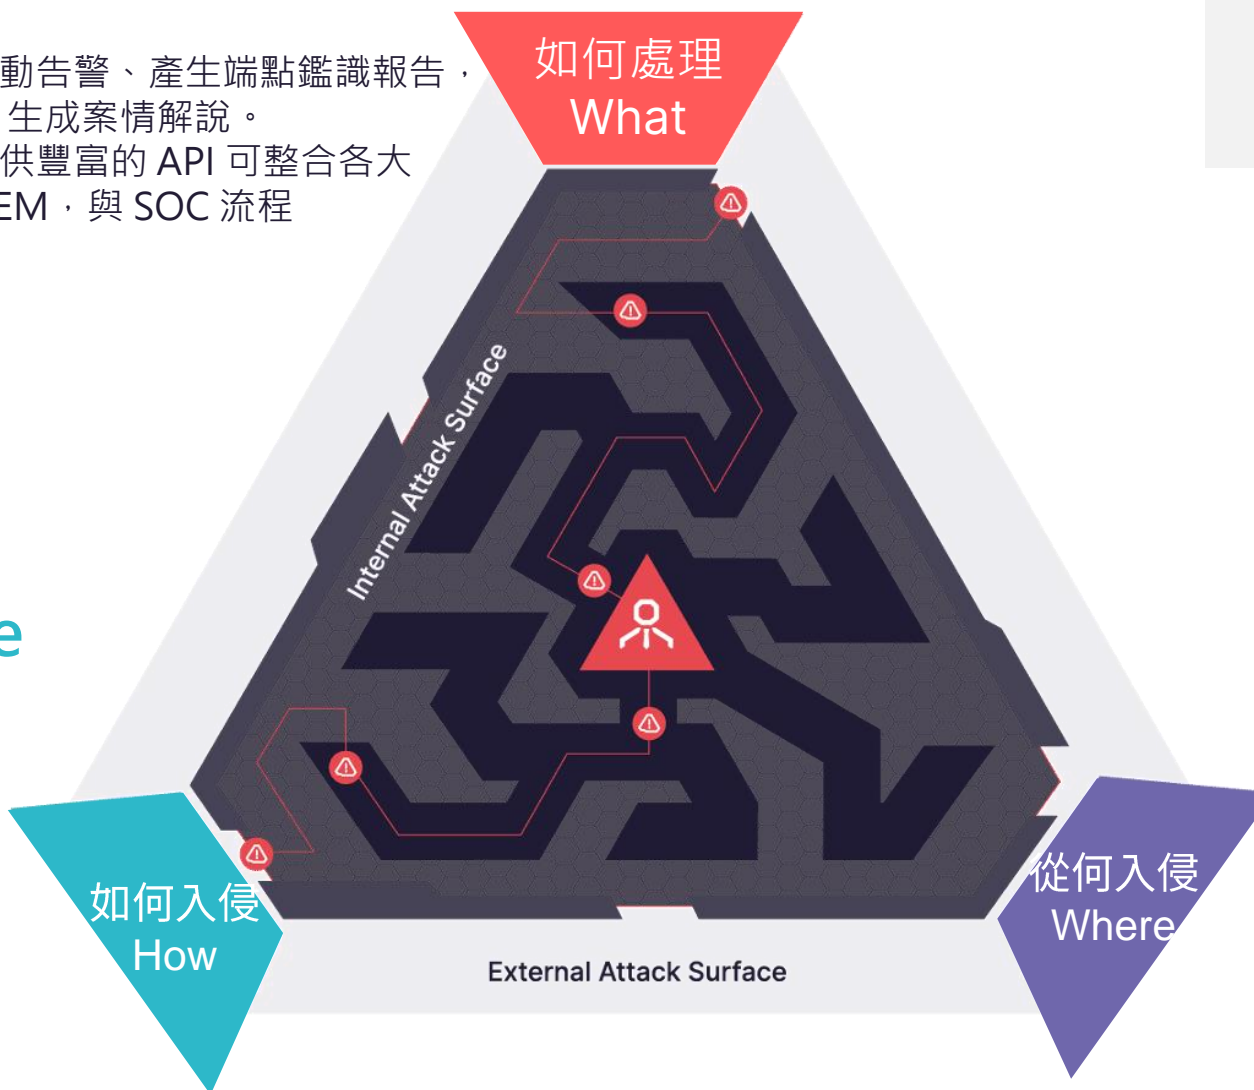 動告警、產生端點鑑識報告，
生成案情解說。
供豐富的 API 可整合各大
EM，與 SOC 流程
如何處理
What
Internal Attack Surface
e
如何入侵
How
從何入侵
Where
External Attack Surface